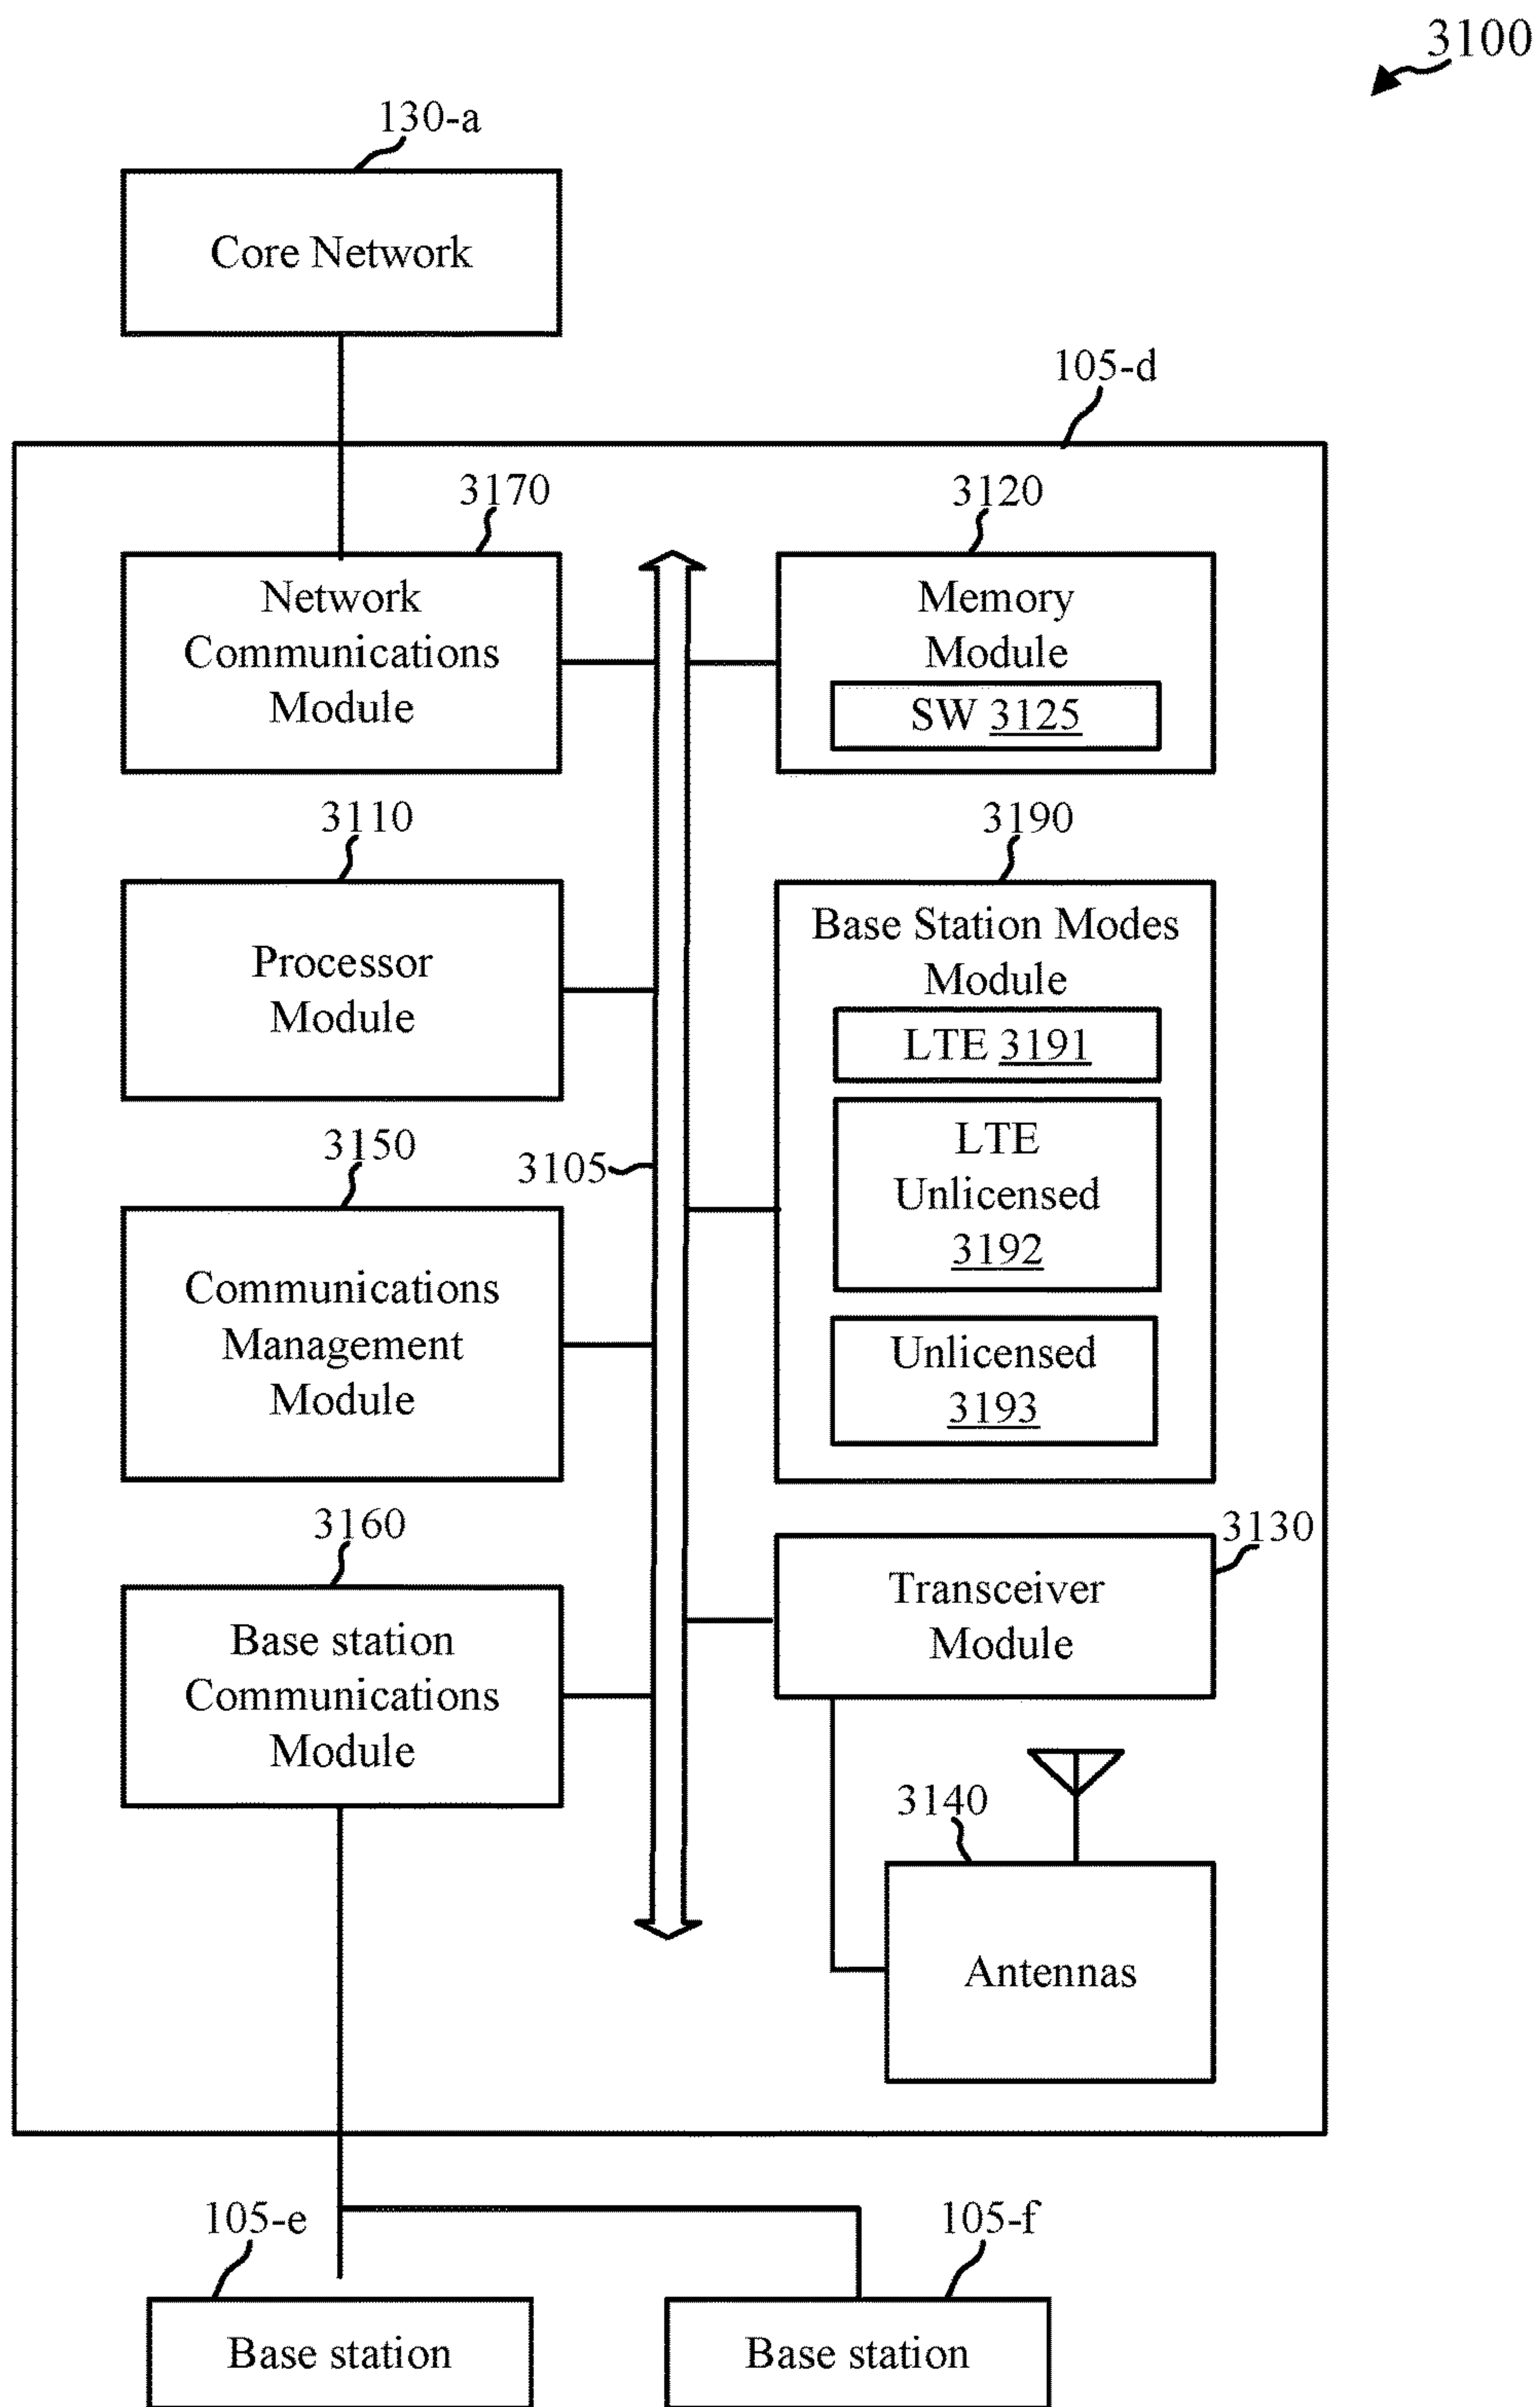 3100
130-a
Core Network
105-d
3170
3120
Network
Communications
Module
Memory
Module
SW 3125
3110
3190
Processor
Module
Base Station Modes
Module
LTE 3191
LTE
Unlicensed
3192
Unlicensed
3193
3150
3105
Communications
Management
Module
3160
3130
Base station
Communications
Module
Transceiver
Module
3140
Antennas
105-e
105-f
Base station
Base station